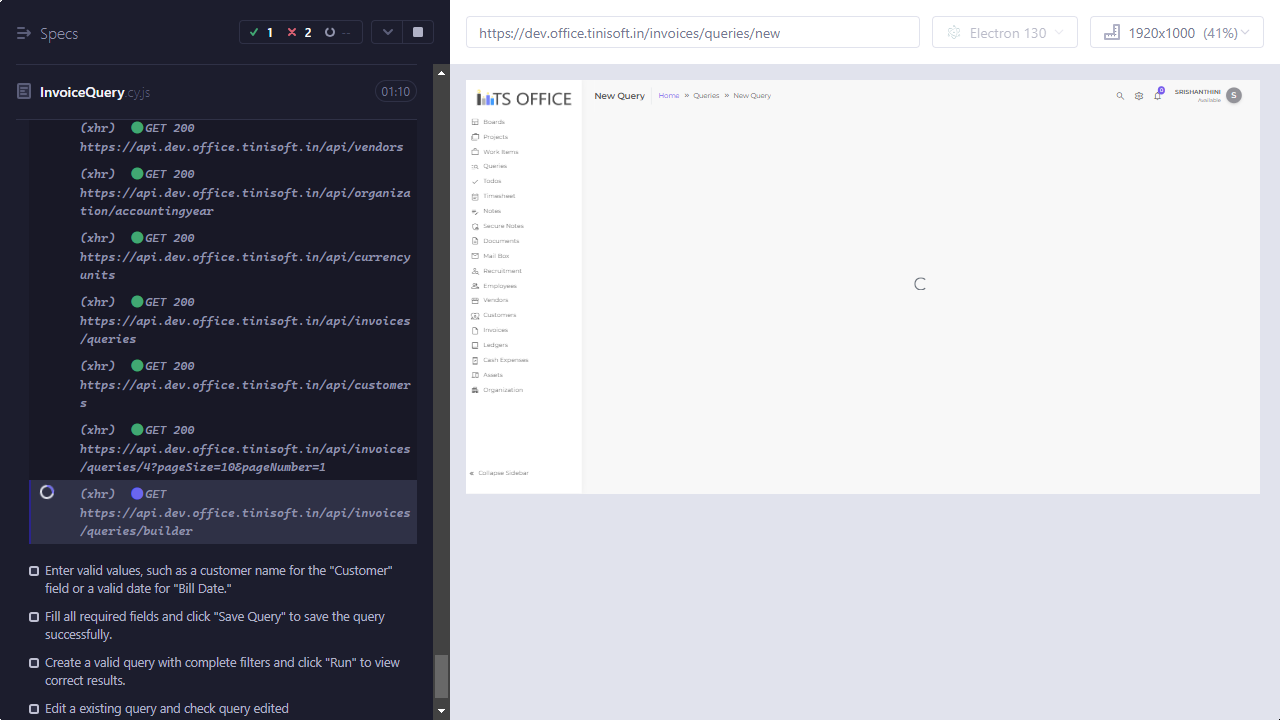 Specs
1
2
--
InvoiceQuery.cy.js
01:10
(xhr) GET 200
https://api.dev.office.tinisoft.in/api/vendors
(xhr) GET 200
https://api.dev.office.tinisoft.in/api/organiza
tion/accountingyear
(xhr) GET 200
https://api.dev.office.tinisoft.in/api/currency
units
(xhr) GET 200
https://api.dev.office.tinisoft.in/api/invoices
/queries
(xhr) GET 200
https://api.dev.office.tinisoft.in/api/customer
s
(xhr) GET 200
https://api.dev.office.tinisoft.in/api/invoices
/queries/4?pageSize=10&pageNumber=1
(xhr) GET
https://api.dev.office.tinisoft.in/api/invoices
/queries/builder
Enter valid values, such as a customer name for the "Customer"
field or a valid date for "Bill Date."
Fill all required fields and click "Save Query" to save the query
successfully.
Create a valid query with complete filters and click "Run" to view
correct results.
Edit a existing query and check query edited
https://dev.office.tinisoft.in/invoices/queries/new
Electron 130
1920x1000 (41%)
TS OFFICE
New Query
Home » Queries » New Query
0
SRISHANTHINI
Available
S
Boards
Projects
Work Items
Queries
Todos
Timesheet
Notes
Secure Notes
Documents
Mail Box
Recruitment
Employees
Vendors
Customers
Invoices
Ledgers
Cash Expenses
Assets
Organization
« Collapse Sidebar